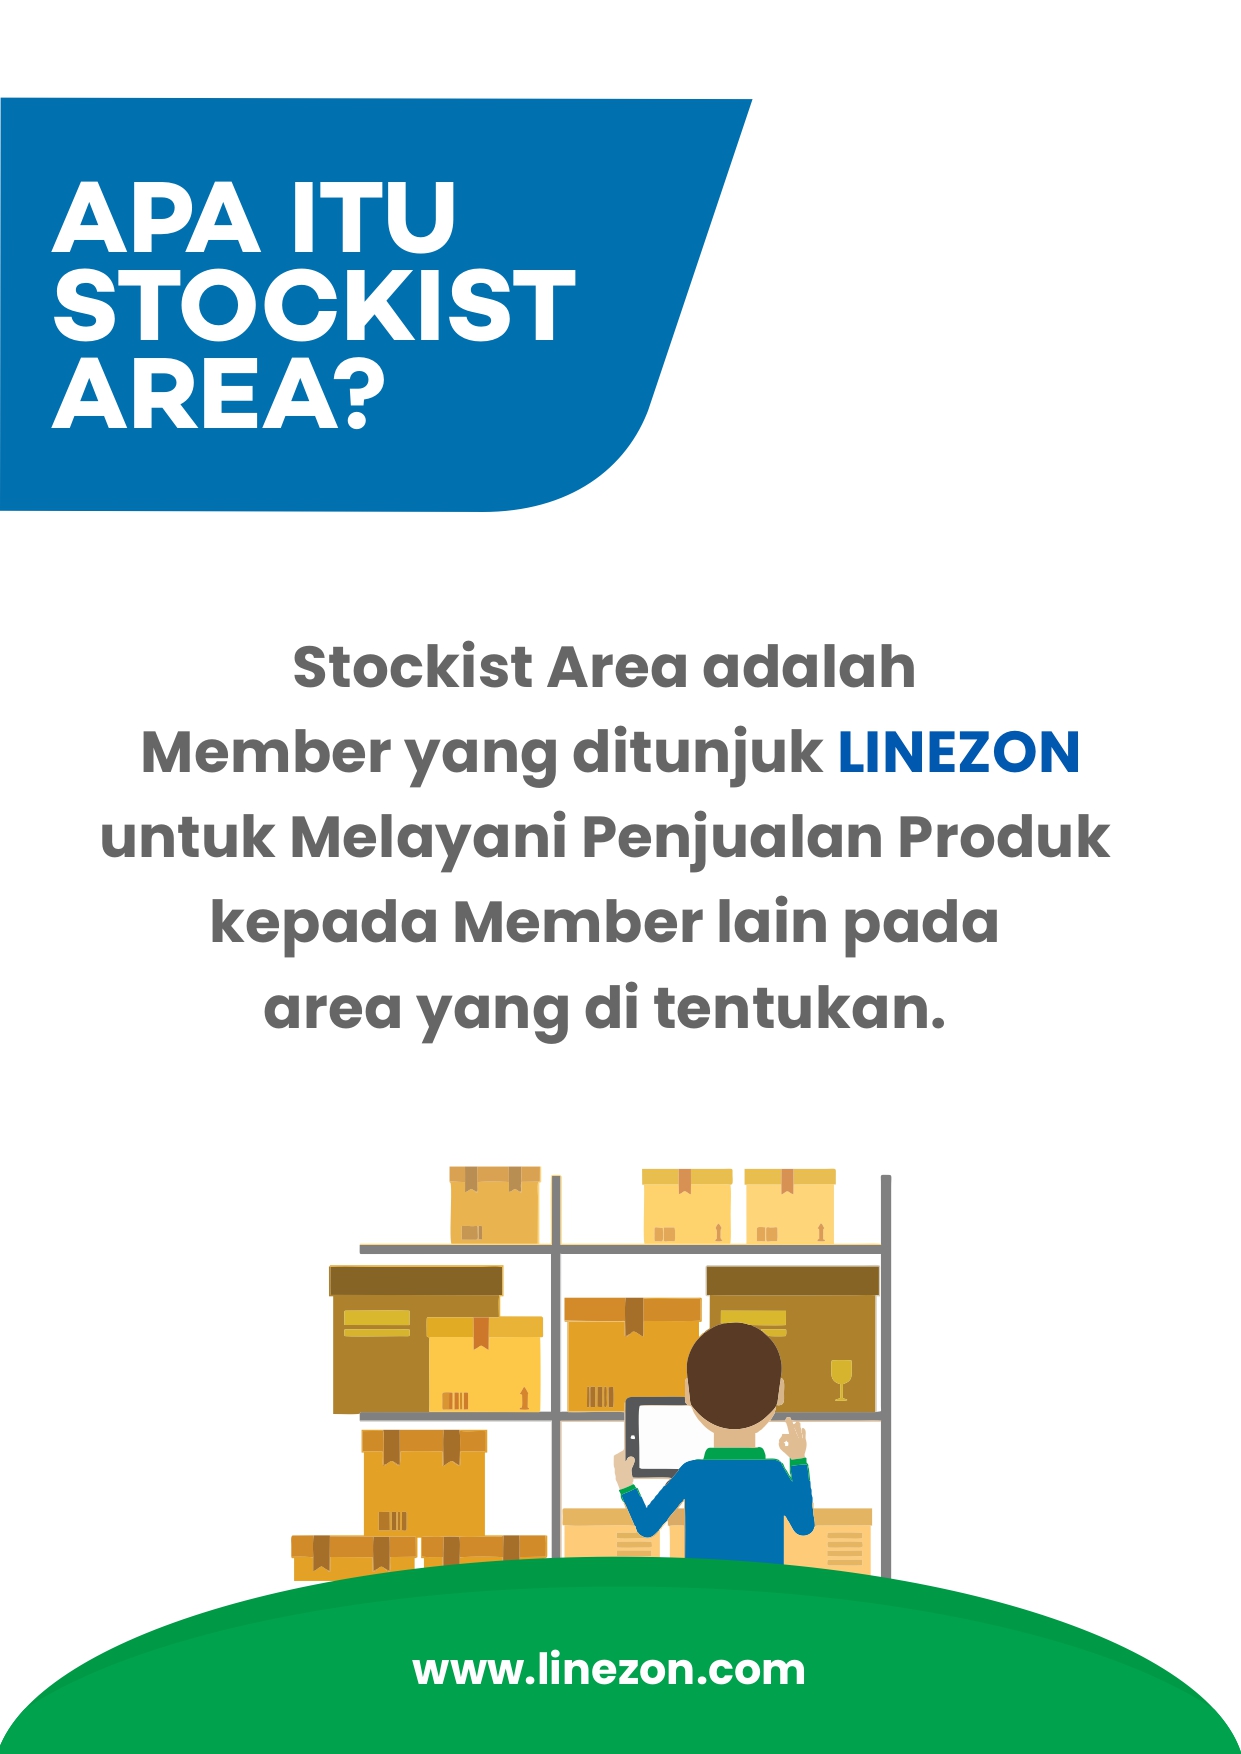 APA ITU
STOCKIST
AREA?
Stockist Area adalah
Member yang ditunjuk LINEZON
untuk Melayani Penjualan Produk
kepada Member lain pada
area yang di tentukan.
www.linezon.com